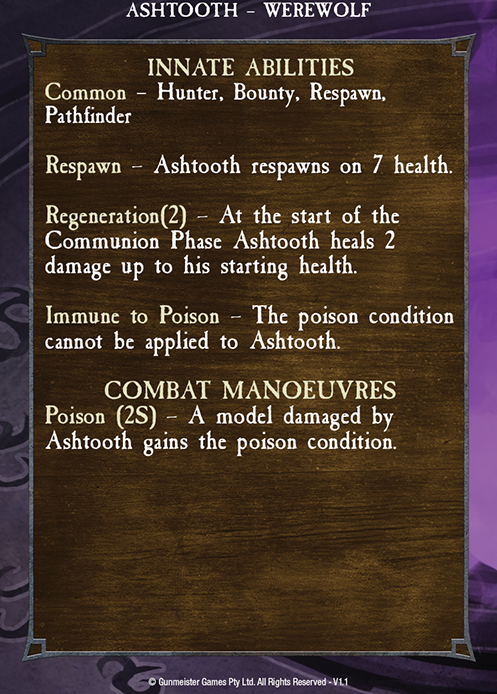 ASHTOOTH – WEREWOLF
INNATE ABILITIES
Common – Hunter, Bounty, Respawn,
Pathfinder
Respawn – Ashtooth respawns on 7 health.
Regeneration(2) – At the start of the
Communion Phase Ashtooth heals 2
damage up to his starting health.
Immune to Poison – The poison condition
cannot be applied to Ashtooth.
COMBAT MANOEUVRES
Poison (2S) – A model damaged by
Ashtooth gains the poison condition.
© Gunmeister Games Pty Ltd. All Rights Reserved - V1.1